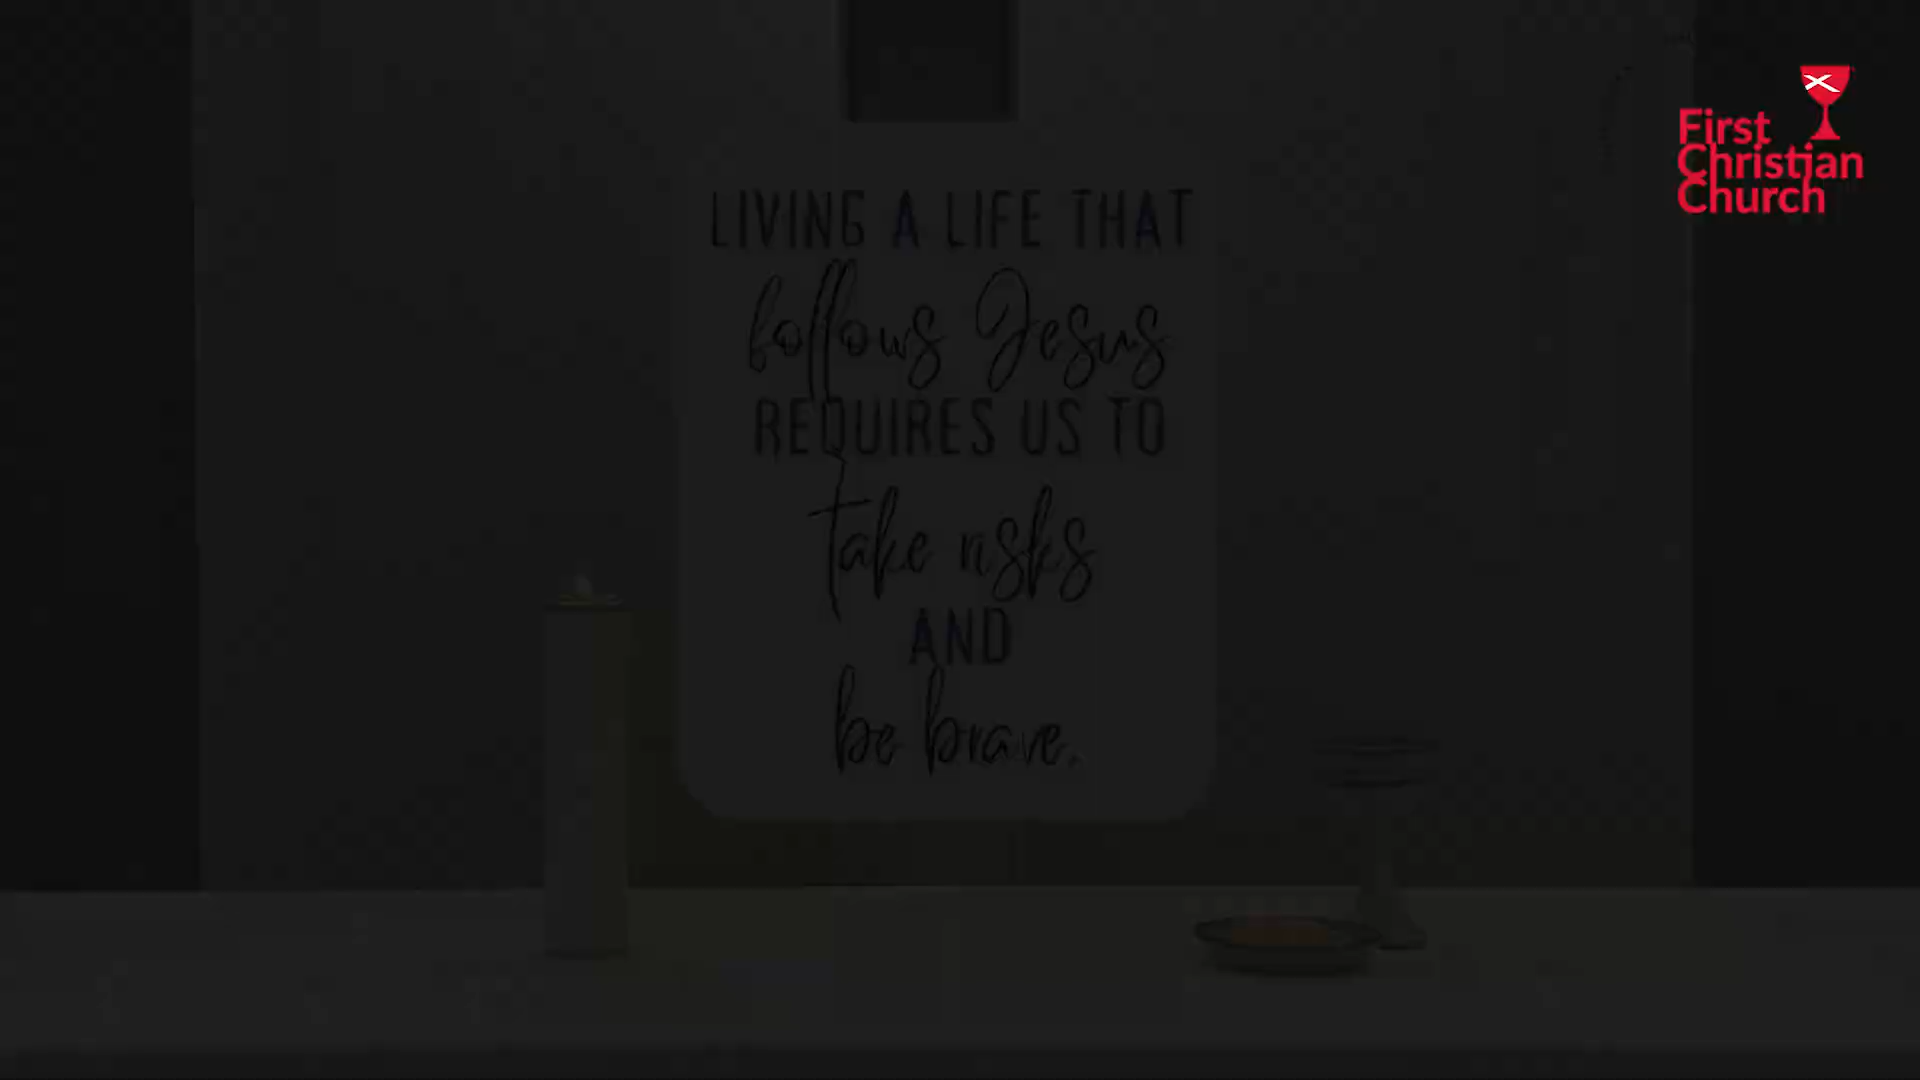 LIVING A LIFE THAT
follows Jesus
REQUIRES US TO
take risks
AND
be brave.
First
Christian
Church